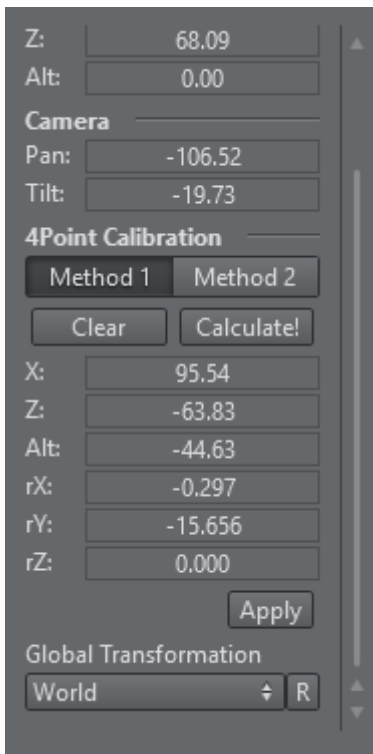 Z: 68.09
Alt: 0.00
Camera
Pan: -106.52
Tilt: -19.73
4Point Calibration
Method 1 Method 2
Clear Calculate!
X: 95.54
Z: -63.83
Alt: -44.63
rX: -0.297
rY: -15.656
rZ: 0.000
Apply
Global Transformation
World R